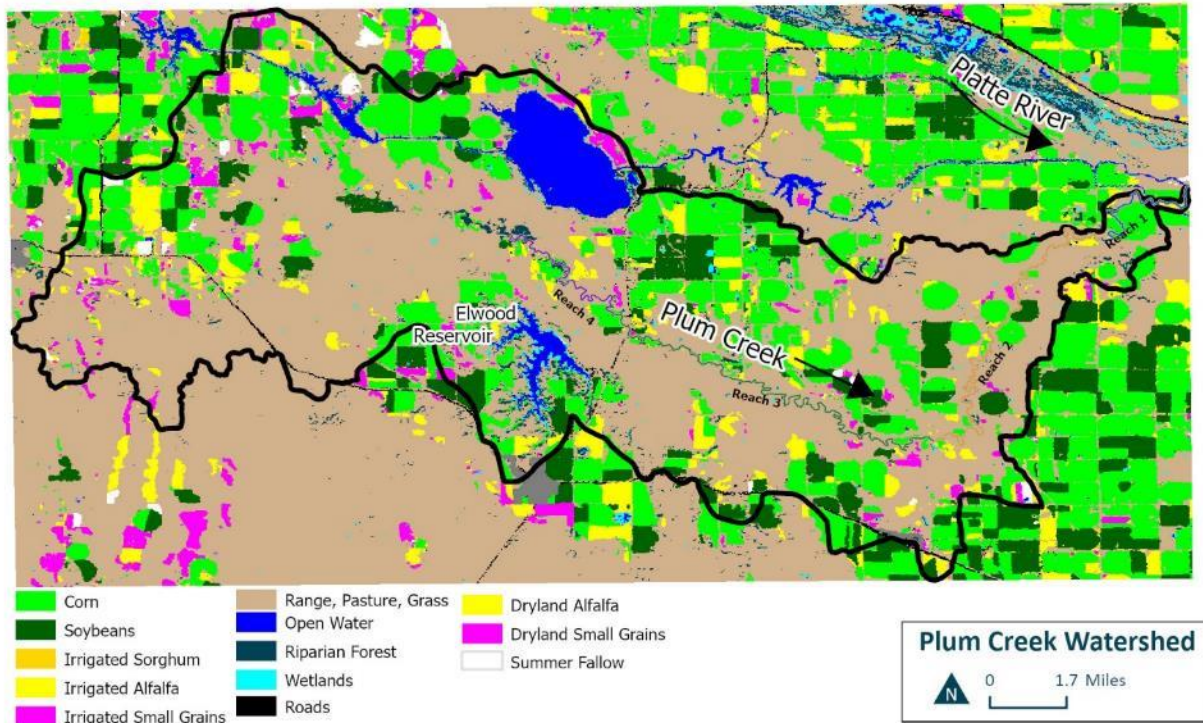 Platte River
Reach 1
Elwood
Reservoir
Reach 4
Plum Creek
Reach 2
Reach 3
Corn
Soybeans
Irrigated Sorghum
Irrigated Alfalfa
Irrigated Small Grains
Range, Pasture, Grass
Open Water
Riparian Forest
Wetlands
Roads
Dryland Alfalfa
Dryland Small Grains
Summer Fallow
Plum Creek Watershed
N
0 1.7 Miles